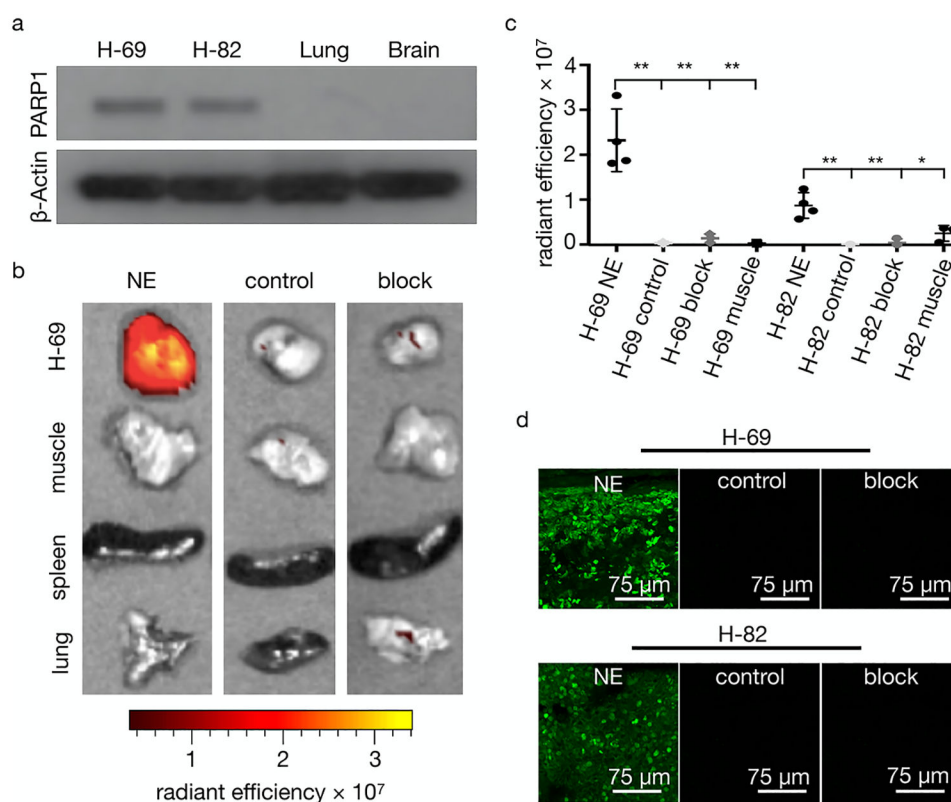 a
H-69 H-82 Lung Brain
PARP1
β-Actin
b
NE control block
H-69
muscle
spleen
lung
1 2 3
radiant efficiency × 10⁷
c
radiant efficiency × 10⁷
4
3
2
1
0
** ** **
** ** *
H-69 NE
H-69 control
H-69 block
H-69 muscle
H-82 NE
H-82 control
H-82 block
H-82 muscle
d
H-69
NE control block
75 µm 75 µm 75 µm
H-82
NE control block
75 µm 75 µm 75 µm